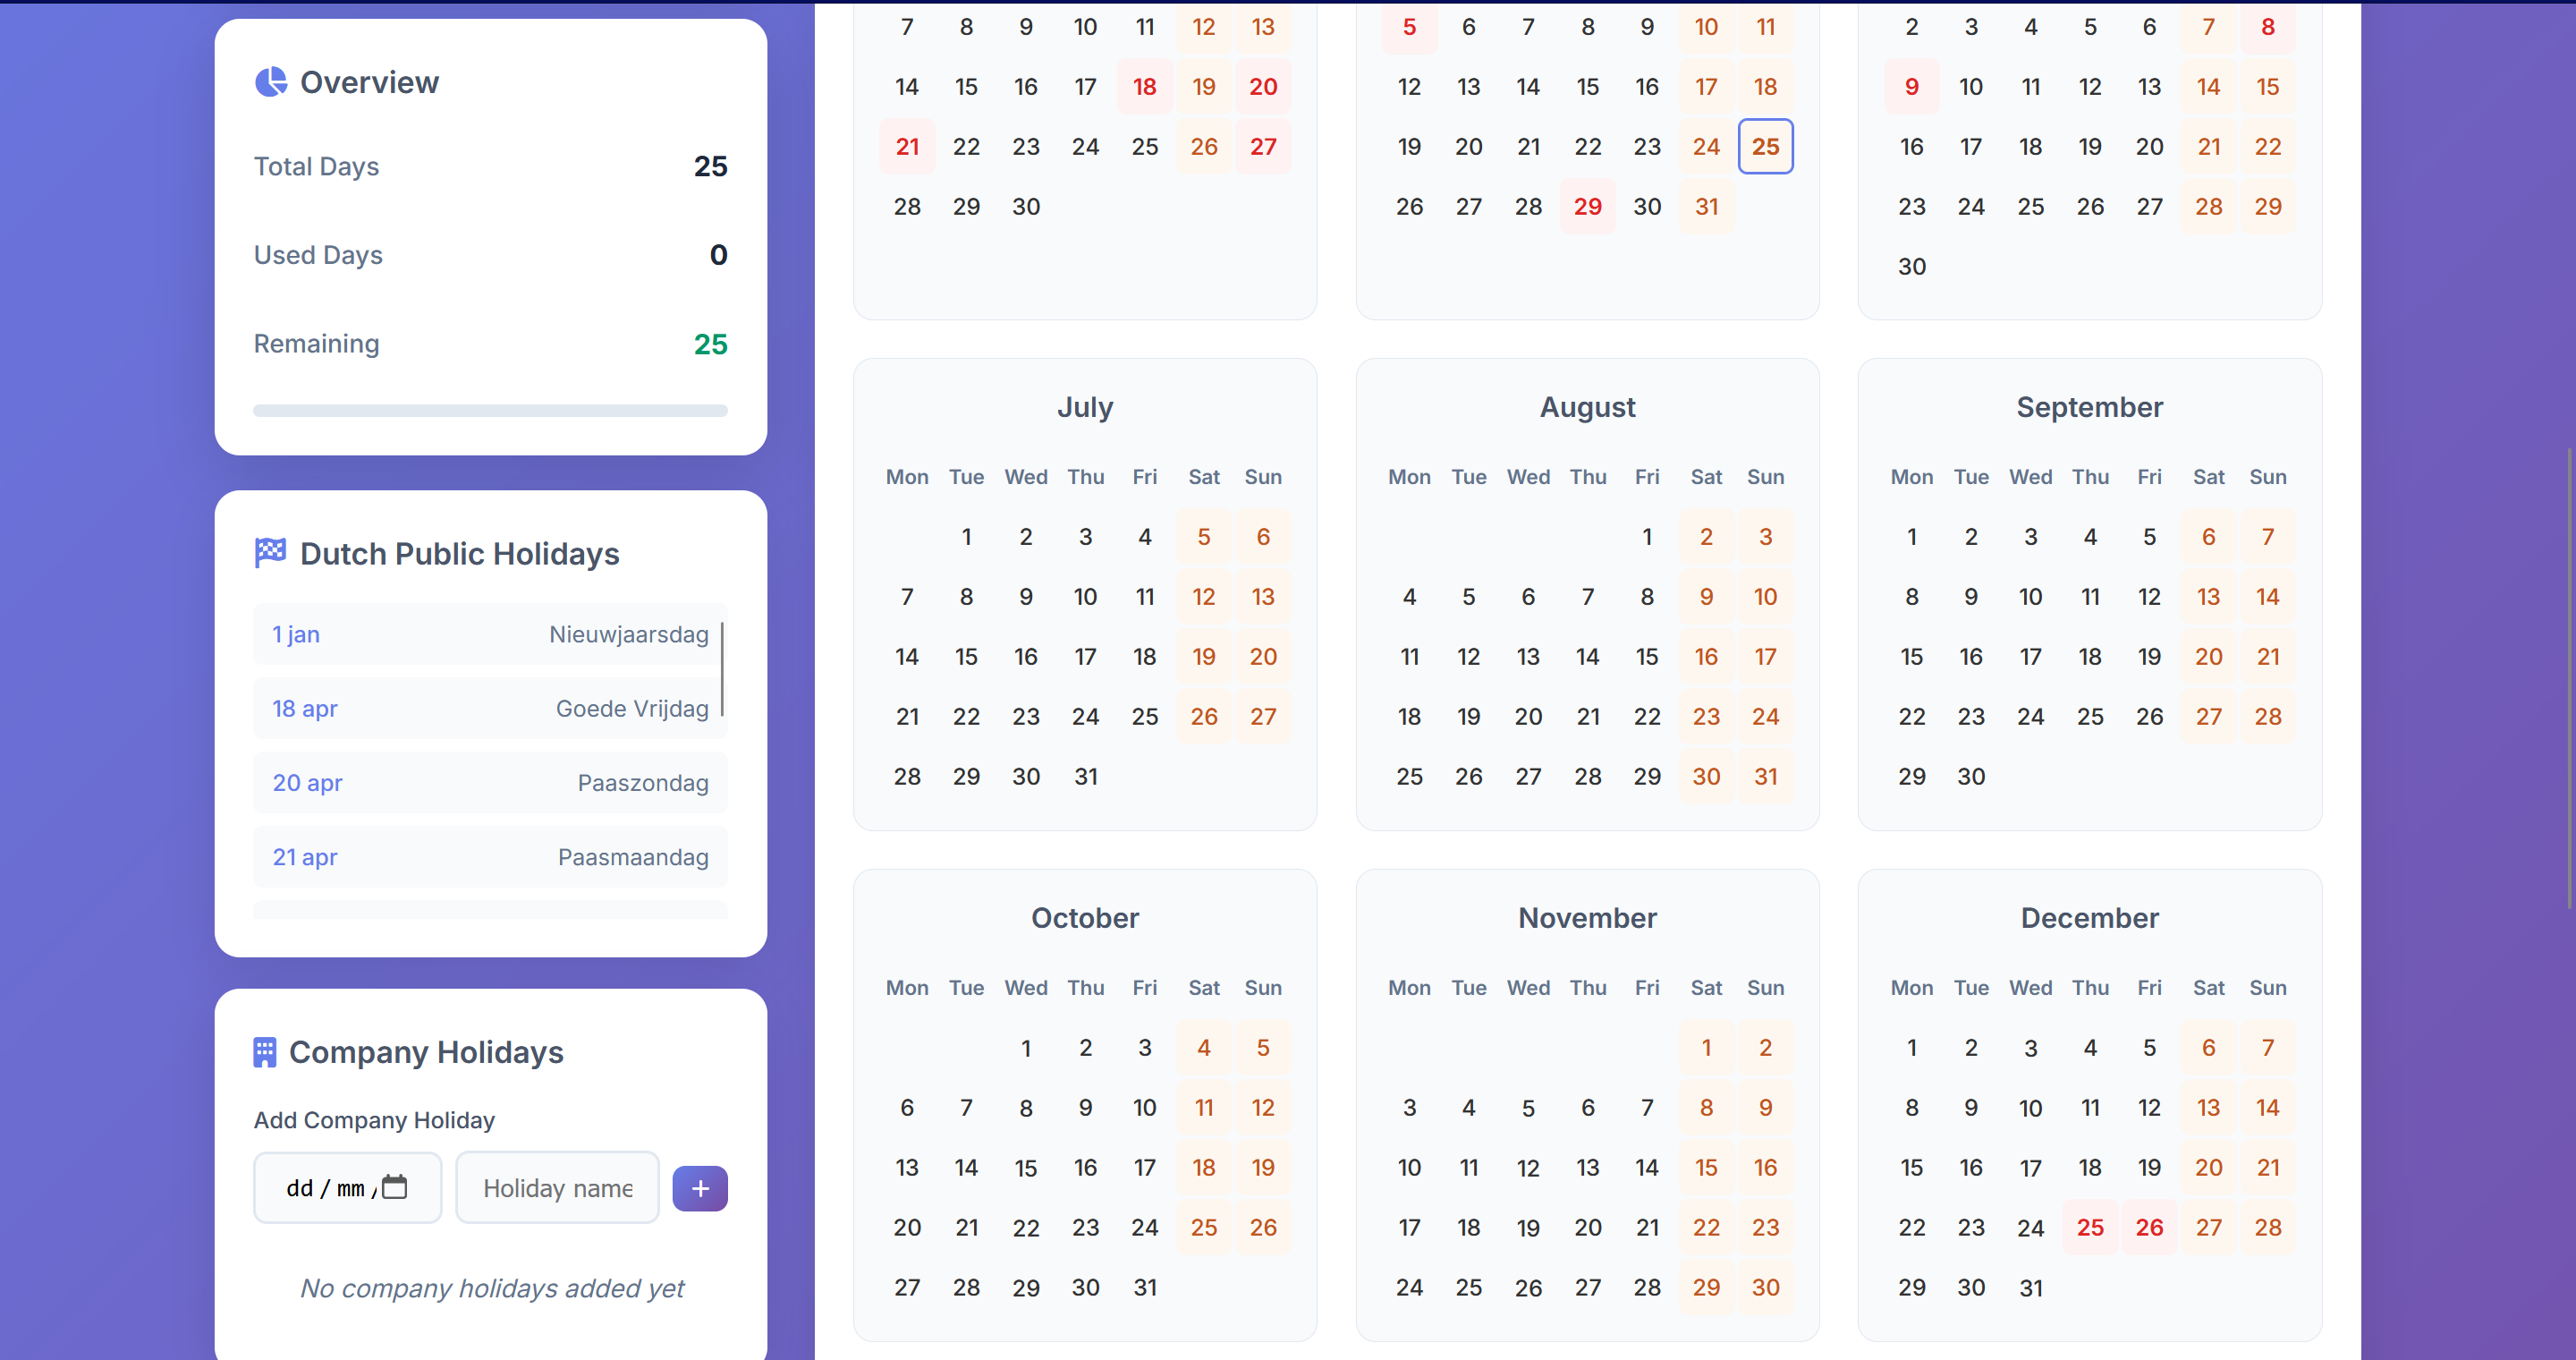 Overview
Total Days 25
Used Days 0
Remaining 25
Dutch Public Holidays
1 jan Nieuwjaarsdag
18 apr Goede Vrijdag
20 apr Paaszondag
21 apr Paasmaandag
Company Holidays
Add Company Holiday
dd / mm / Holiday name +
No company holidays added yet
7 8 9 10 11 12 13
14 15 16 17 18 19 20
21 22 23 24 25 26 27
28 29 30
5 6 7 8 9 10 11
12 13 14 15 16 17 18
19 20 21 22 23 24 25
26 27 28 29 30 31
2 3 4 5 6 7 8
9 10 11 12 13 14 15
16 17 18 19 20 21 22
23 24 25 26 27 28 29
30
July
Mon Tue Wed Thu Fri Sat Sun
1 2 3 4 5 6
7 8 9 10 11 12 13
14 15 16 17 18 19 20
21 22 23 24 25 26 27
28 29 30 31
August
Mon Tue Wed Thu Fri Sat Sun
1 2 3
4 5 6 7 8 9 10
11 12 13 14 15 16 17
18 19 20 21 22 23 24
25 26 27 28 29 30 31
September
Mon Tue Wed Thu Fri Sat Sun
1 2 3 4 5 6 7
8 9 10 11 12 13 14
15 16 17 18 19 20 21
22 23 24 25 26 27 28
29 30
October
Mon Tue Wed Thu Fri Sat Sun
1 2 3 4 5
6 7 8 9 10 11 12
13 14 15 16 17 18 19
20 21 22 23 24 25 26
27 28 29 30 31
November
Mon Tue Wed Thu Fri Sat Sun
1 2
3 4 5 6 7 8 9
10 11 12 13 14 15 16
17 18 19 20 21 22 23
24 25 26 27 28 29 30
December
Mon Tue Wed Thu Fri Sat Sun
1 2 3 4 5 6 7
8 9 10 11 12 13 14
15 16 17 18 19 20 21
22 23 24 25 26 27 28
29 30 31